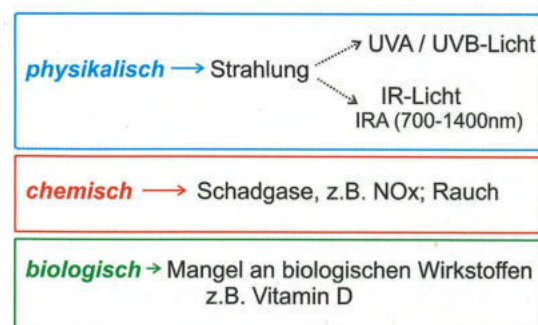 UVA / UVB-Licht
physikalisch → Strahlung
IR-Licht
IRA (700-1400nm)
chemisch → Schadgase, z.B. NOx; Rauch
biologisch → Mangel an biologischen Wirkstoffen
z.B. Vitamin D